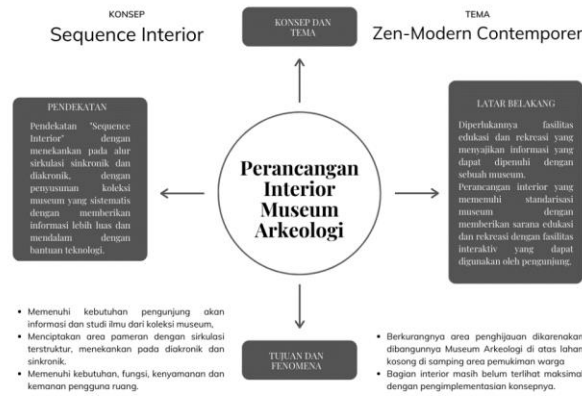 KONSEP
Sequence Interior
KONSEP DAN
TEMA
TEMA
Zen-Modern Contemporer
PENDEKATAN
Pendekatan "Sequence
Interior" dengan
menekankan pada alur
sirkulasi sinkronik dan
diakronik, dengan
penyusunan koleksi
museum yang sistematis
dengan memberikan
informasi lebih luas dan
mendalam dengan
bantuan teknologi.
Perancangan
Interior
Museum
Arkeologi
LATAR BELAKANG
Diperlukannya fasilitas
edukasi dan rekreasi yang
menyajikan informasi yang
dapat dipenuhi dengan
sebuah museum.
Perancangan interior yang
memenuhi standarisasi
museum dengan
memberikan sarana edukasi
dan rekreasi dengan fasilitas
interaktif yang dapat
digunakan oleh pengunjung.
• Memenuhi kebutuhan pengunjung akan
informasi dan studi ilmu dari koleksi museum,
• Menciptakan area pameran dengan sirkulasi
terstruktur, menekankan pada diakronik dan
sinkronik.
• Memenuhi kebutuhan, fungsi, kenyamanan dan
kemanan pengguna ruang.
TUJUAN DAN
FENOMENA
• Berkurangnya area penghijauan dikarenakan
dibangunnya Museum Arkeologi di atas lahan
kosong di samping area pemukiman warga
• Bagian interior masih belum terlihat maksimal
dengan pengimplementasian konsepnya.